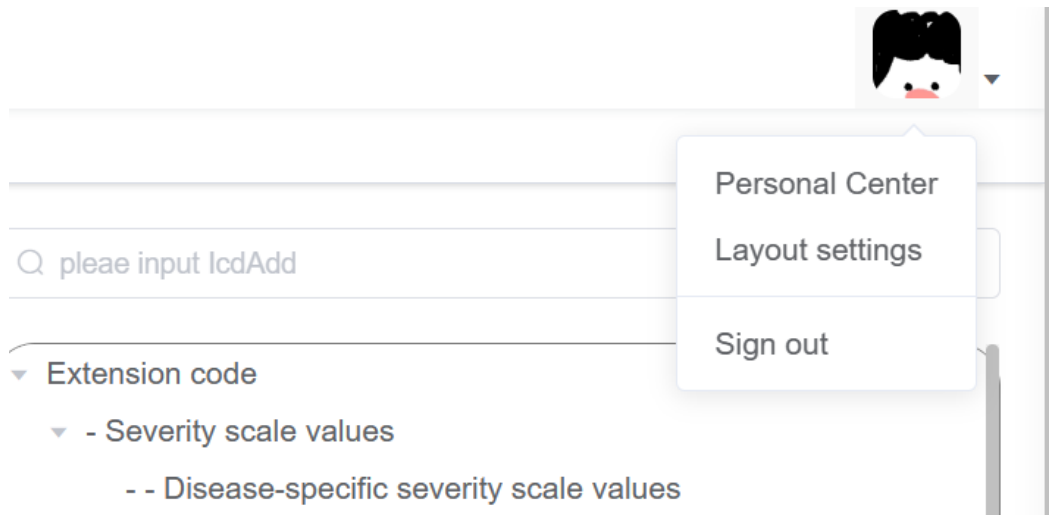 Personal Center
Layout settings
Sign out
pleae input IcdAdd
Extension code
- Severity scale values
- - Disease-specific severity scale values